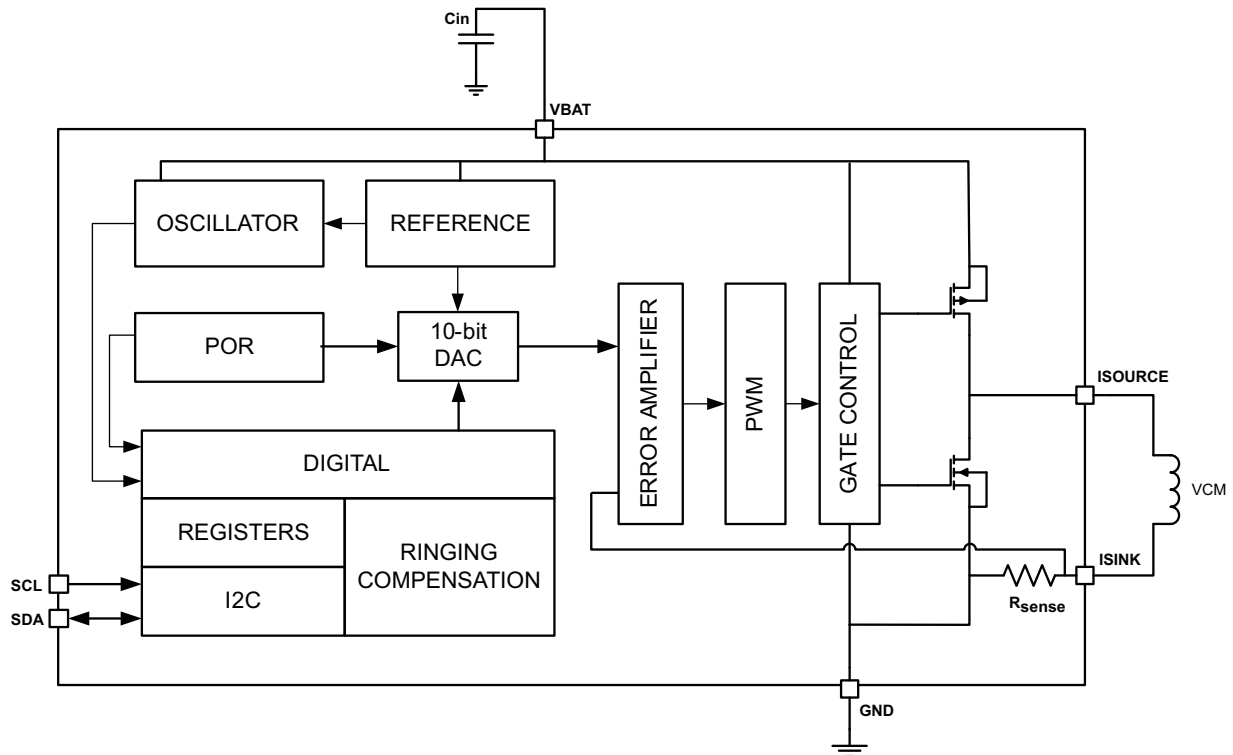 Cin
VBAT
OSCILLATOR
REFERENCE
POR
10-bit
DAC
ERROR AMPLIFIER
PWM
GATE CONTROL
ISOURCE
VCM
DIGITAL
REGISTERS
RINGING
COMPENSATION
I2C
SCL
SDA
ISINK
Rsense
GND